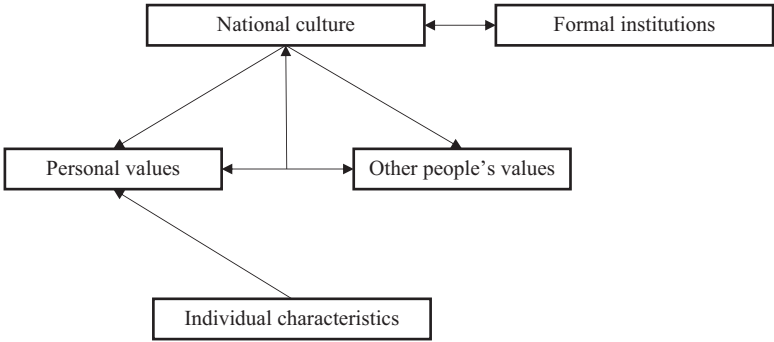 National culture
Formal institutions
Personal values
Other people’s values
Individual characteristics